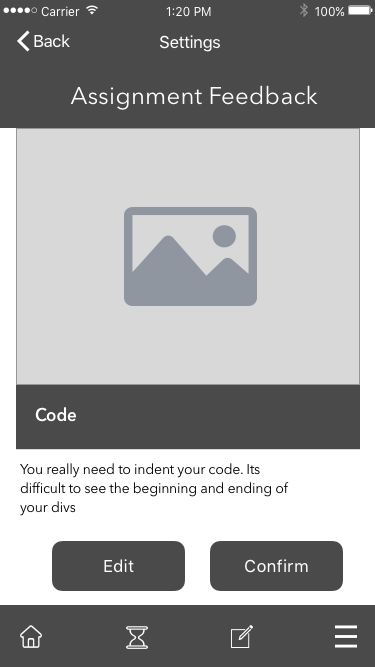 Carrier 1:20 PM 100%
Back Settings
Assignment Feedback
Code
You really need to indent your code. Its
difficult to see the beginning and ending of
your divs
Edit Confirm